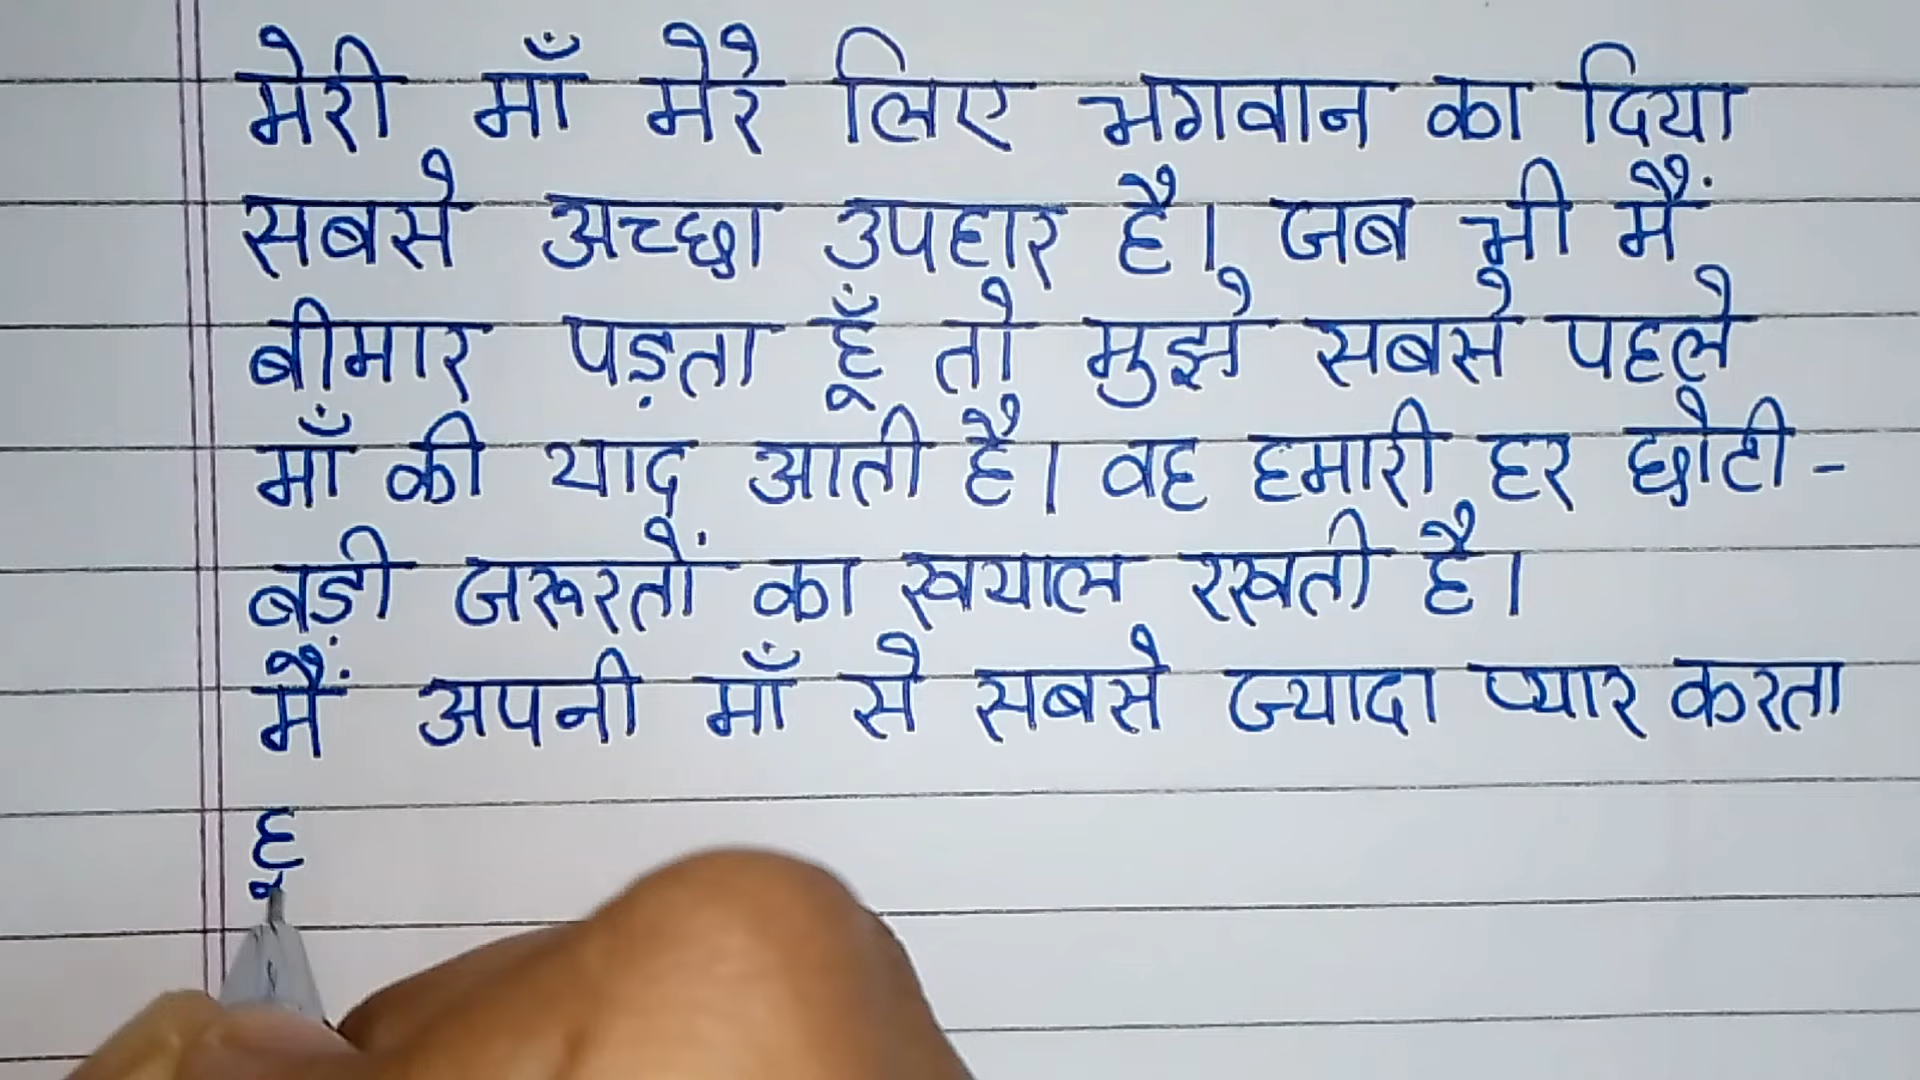 मेरी माँ मेरे लिए भगवान का दिया
सबसे अच्छा उपहार है। जब भी मैं
बीमार पड़ता हूँ तो मुझे सबसे पहले
माँ की याद आती है। वह हमारी हर छोटी -
बड़ी जरूरतों का ख्याल रखती है।
मैं अपनी माँ से सबसे ज्यादा प्यार करता
हू